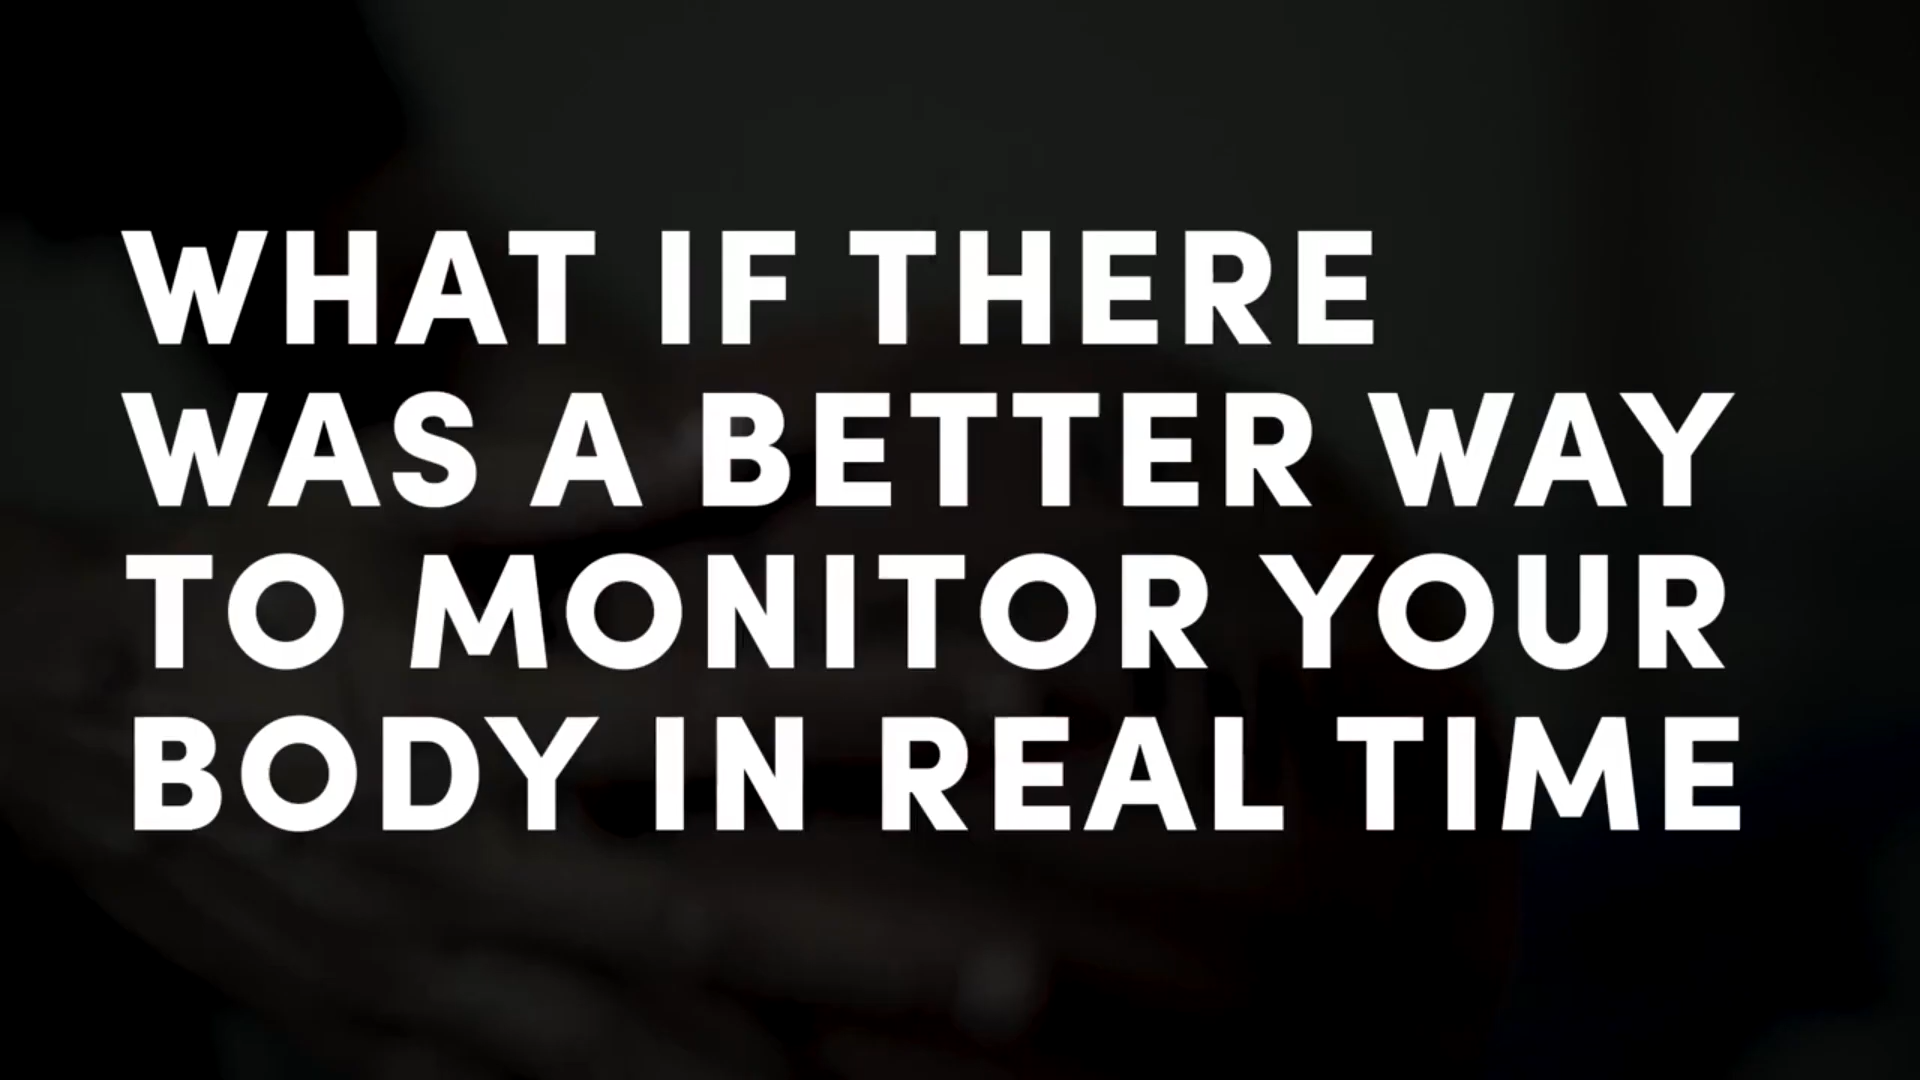 WHAT IF THERE
WAS A BETTER WAY
TO MONITOR YOUR
BODY IN REAL TIME